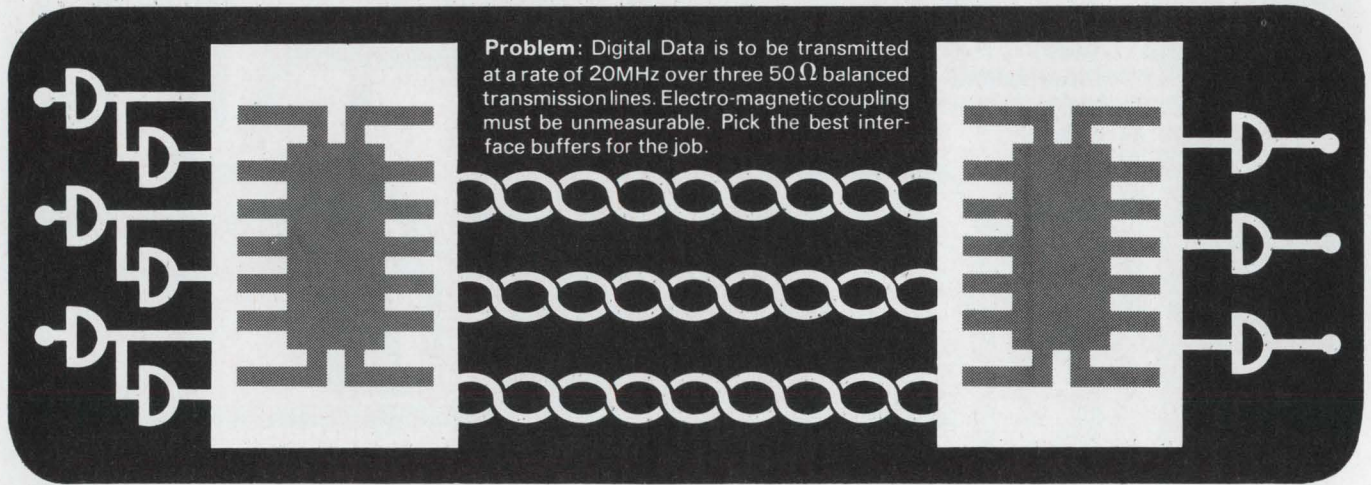 Problem: Digital Data is to be transmitted
at a rate of 20MHz over three 50 Ω balanced
transmission lines. Electro-magnetic coupling
must be unmeasurable. Pick the best inter-
face buffers for the job.